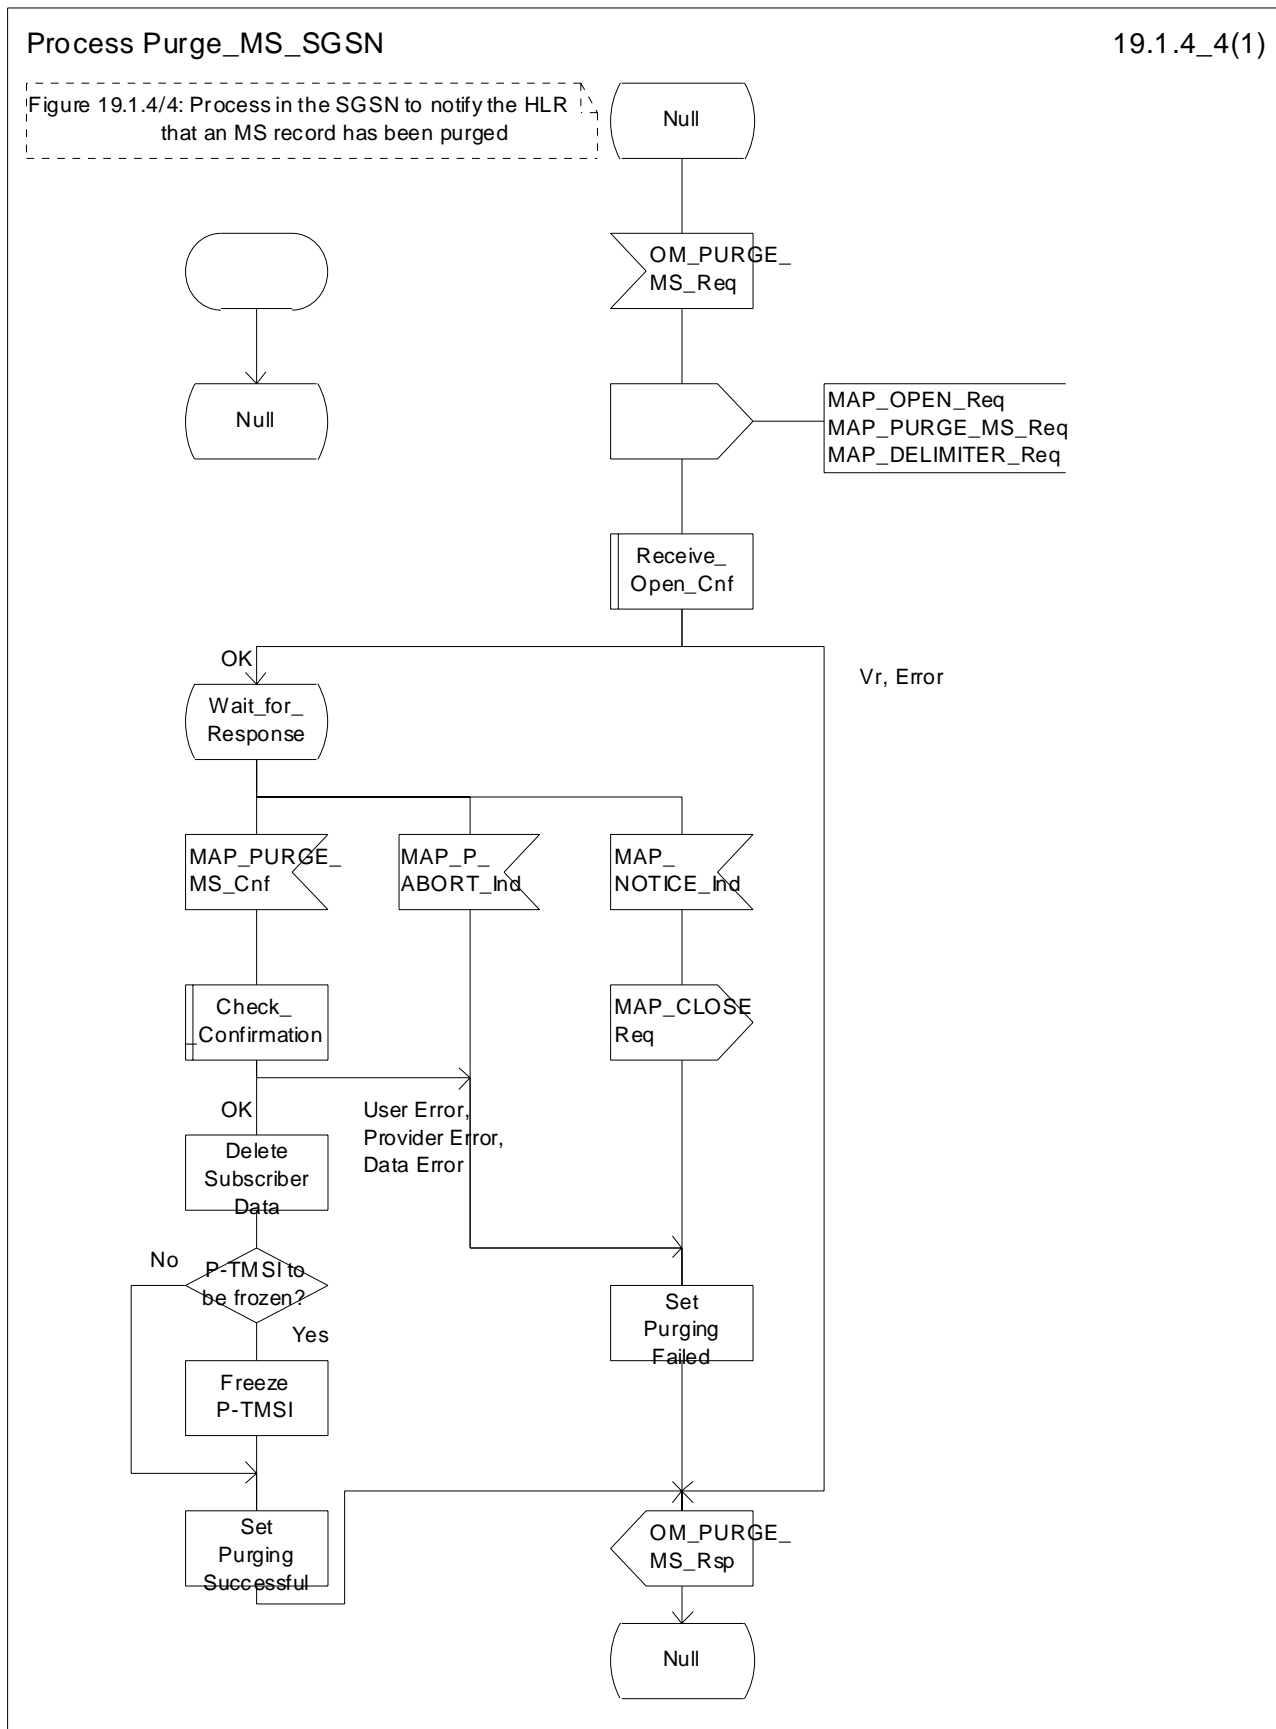 Process Purge_MS_SGSN
19.1.4_4(1)
Figure 19.1.4/4: Process in the SGSN to notify the HLR
that an MS record has been purged
Null
OM_PURGE_
MS_Req
Null
MAP_OPEN_Req
MAP_PURGE_MS_Req
MAP_DELIMITER_Req
Receive_
Open_Cnf
OK
Vr, Error
Wait_for_
Response
MAP_PURGE_
MS_Cnf
MAP_P_
ABORT_Ind
MAP_
NOTICE_Ind
Check_
_Confirmation
MAP_CLOSE
Req
OK
User Error,
Provider Error,
Data Error
Delete
Subscriber
Data
No
P-TMSI to
be frozen?
Yes
Set
Purging
Failed
Freeze
P-TMSI
Set
Purging
Successful
OM_PURGE_
MS_Rsp
Null